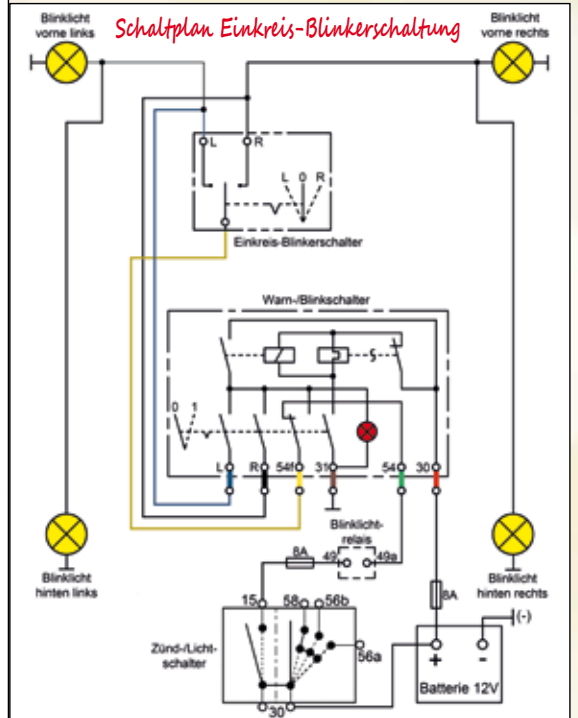 Schaltplan Einkreis-Blinkerschaltung
Blinklicht
vorne links
Blinklicht
vorne rechts
L
R
L 0 R
Einkreis-Blinkerschalter
Warn-/Blinkschalter
0 1
L
R
54f
31
54
30
Blinklicht-
relais
8A
49
49a
Blinklicht
hinten links
Blinklicht
hinten rechts
8A
(-)
15
58
56b
Zünd-/Licht-
schalter
56a
30
+
-
Batterie 12V